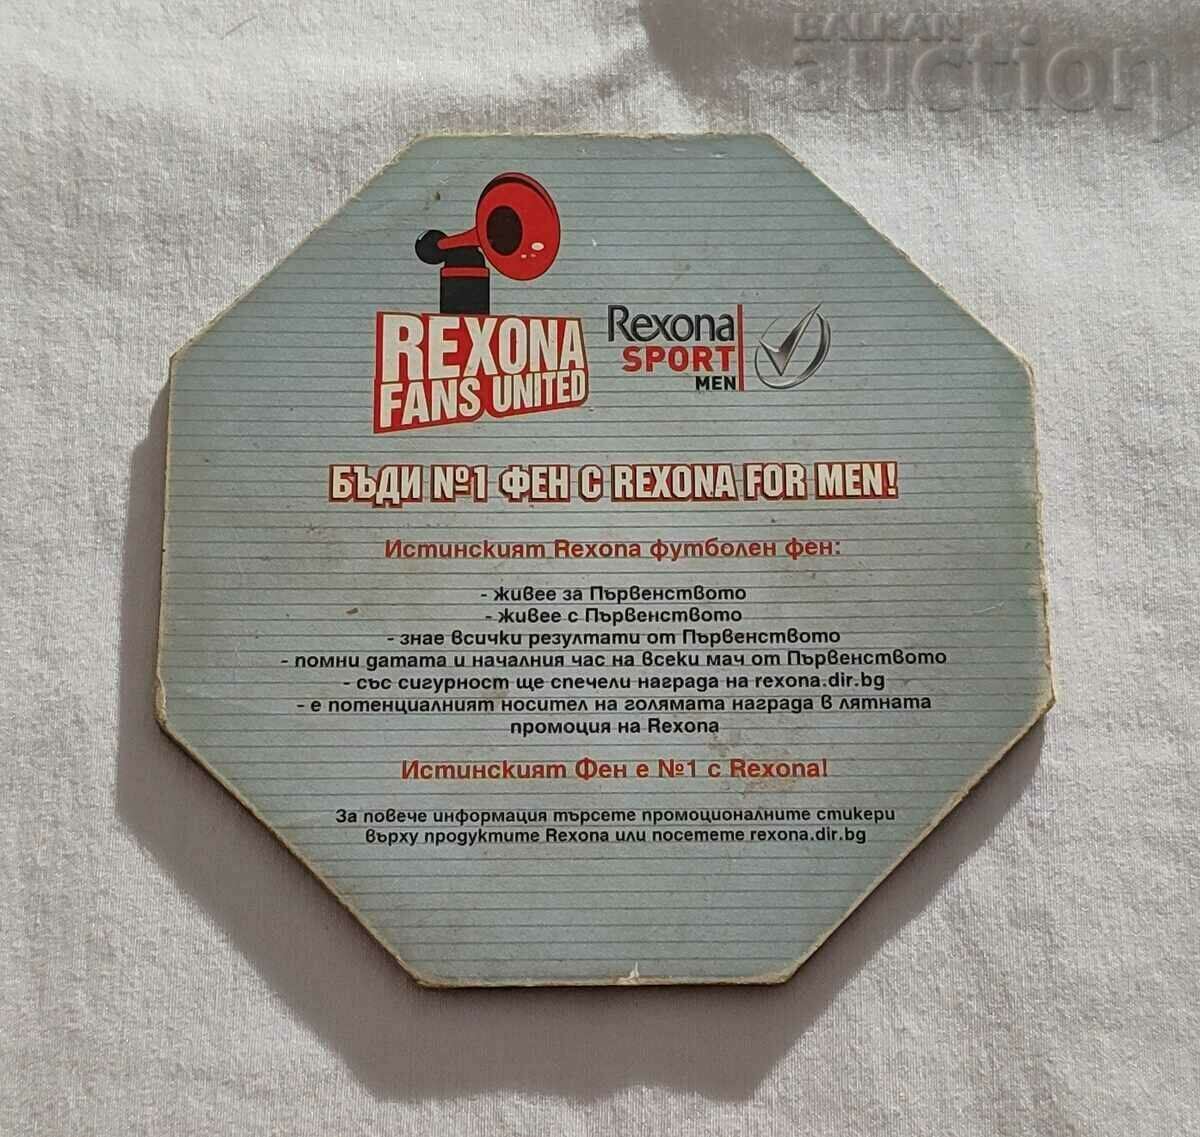 BALKAN
auction
REXONA
FANS UNITED
Rexona
SPORT
MEN
БЪДИ №1 ФЕН С REXONA FOR MEN!
Истинският Rexona футболен фен:
- живее за Първенството
- живее с Първенството
- знае всички резултати от Първенството
- помни датата и началния час на всеки мач от Първенството
- със сигурност ще спечели награда на rexona.dir.bg
- е потенциалният носител на голямата награда в лятната
промоция на Rexona
Истинският Фен е №1 с Rexona!
За повече информация търсете промоционалните стикери
върху продуктите Rexona или посетете rexona.dir.bg